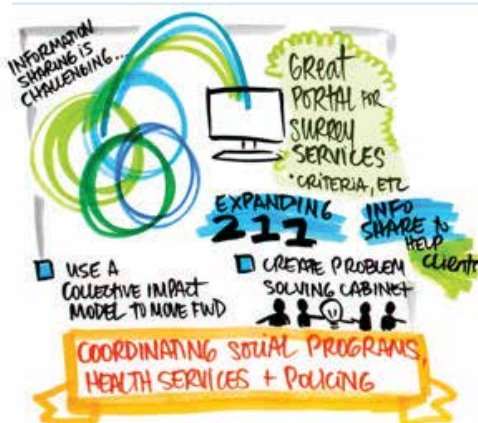 INFORMATION
SHARING IS
CHALLENGING...
GREAT
PORTAL FOR
SURREY
SERVICES
• CRITERIA, ETC
EXPANDING
211
INFO
SHARE to
HELP
CLIENTS
USE A
COLLECTIVE IMPACT
MODEL TO MOVE FWD
CREATE PROBLEM
SOLVING CABINET
COORDINATING SOCIAL PROGRAMS,
HEALTH SERVICES + POLICING